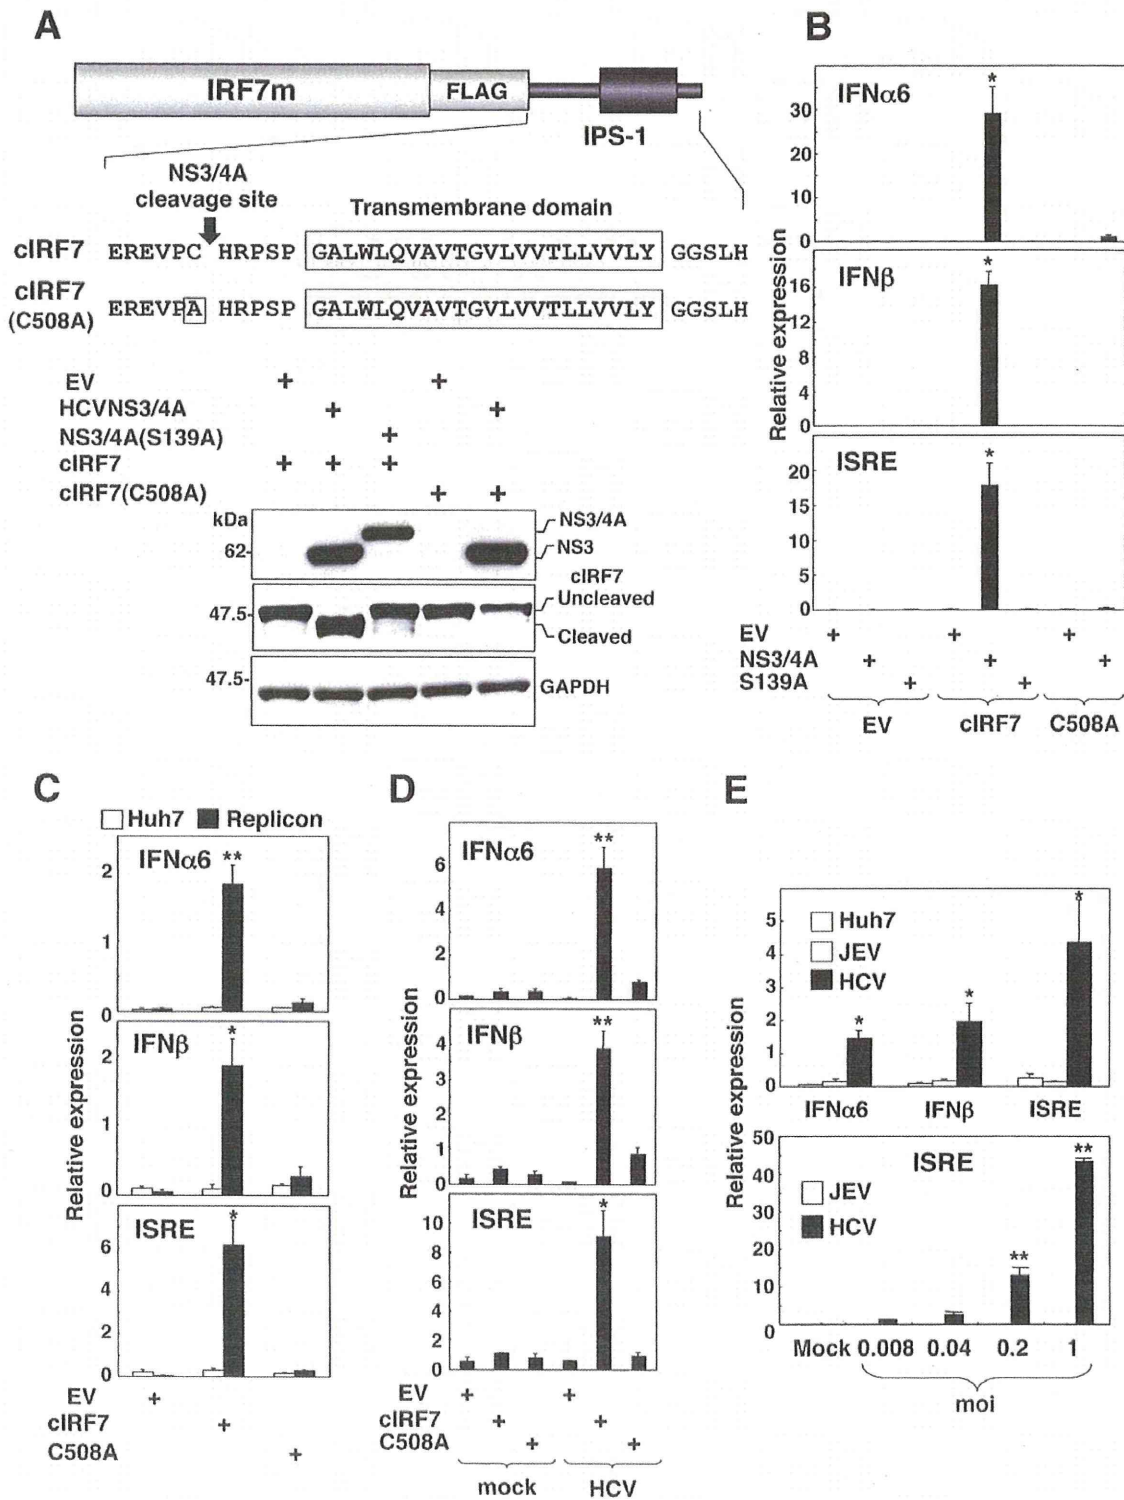 A
IRF7m
FLAG
IPS-1
NS3/4A
cleavage site
Transmembrane domain
cIRF7
EREVPC HRPSP GALWLQVAVTGVLVVTLLVVLY GGSLH
cIRF7
(C508A)
EREVPA HRPSP GALWLQVAVTGVLVVTLLVVLY GGSLH
EV + +
HCVNS3/4A + +
NS3/4A(S139A) +
cIRF7 + + +
cIRF7(C508A) + +
kDa
62-
NS3/4A
NS3
cIRF7
47.5-
Uncleaved
Cleaved
47.5-
GAPDH
B
Relative expression
IFNα6
*
30
20
10
0
IFNβ
*
16
12
8
4
0
ISRE
*
20
15
10
5
0
EV + + +
NS3/4A + + +
S139A + +
EV cIRF7 C508A
C
Huh7 Replicon
Relative expression
IFNα6
**
2
1
0
IFNβ
*
2
1
0
ISRE
*
6
4
2
0
EV +
cIRF7 +
C508A +
D
IFNα6
**
6
4
2
0
IFNβ
**
4
3
2
1
0
ISRE
*
10
8
6
4
2
0
EV + +
cIRF7 + +
C508A + +
mock HCV
E
Relative expression
5
4
3
2
1
0
Huh7
JEV
HCV
* * *
IFNα6 IFNβ ISRE
50
40
30
20
10
0
ISRE
JEV
HCV
** **
Mock 0.008 0.04 0.2 1
moi